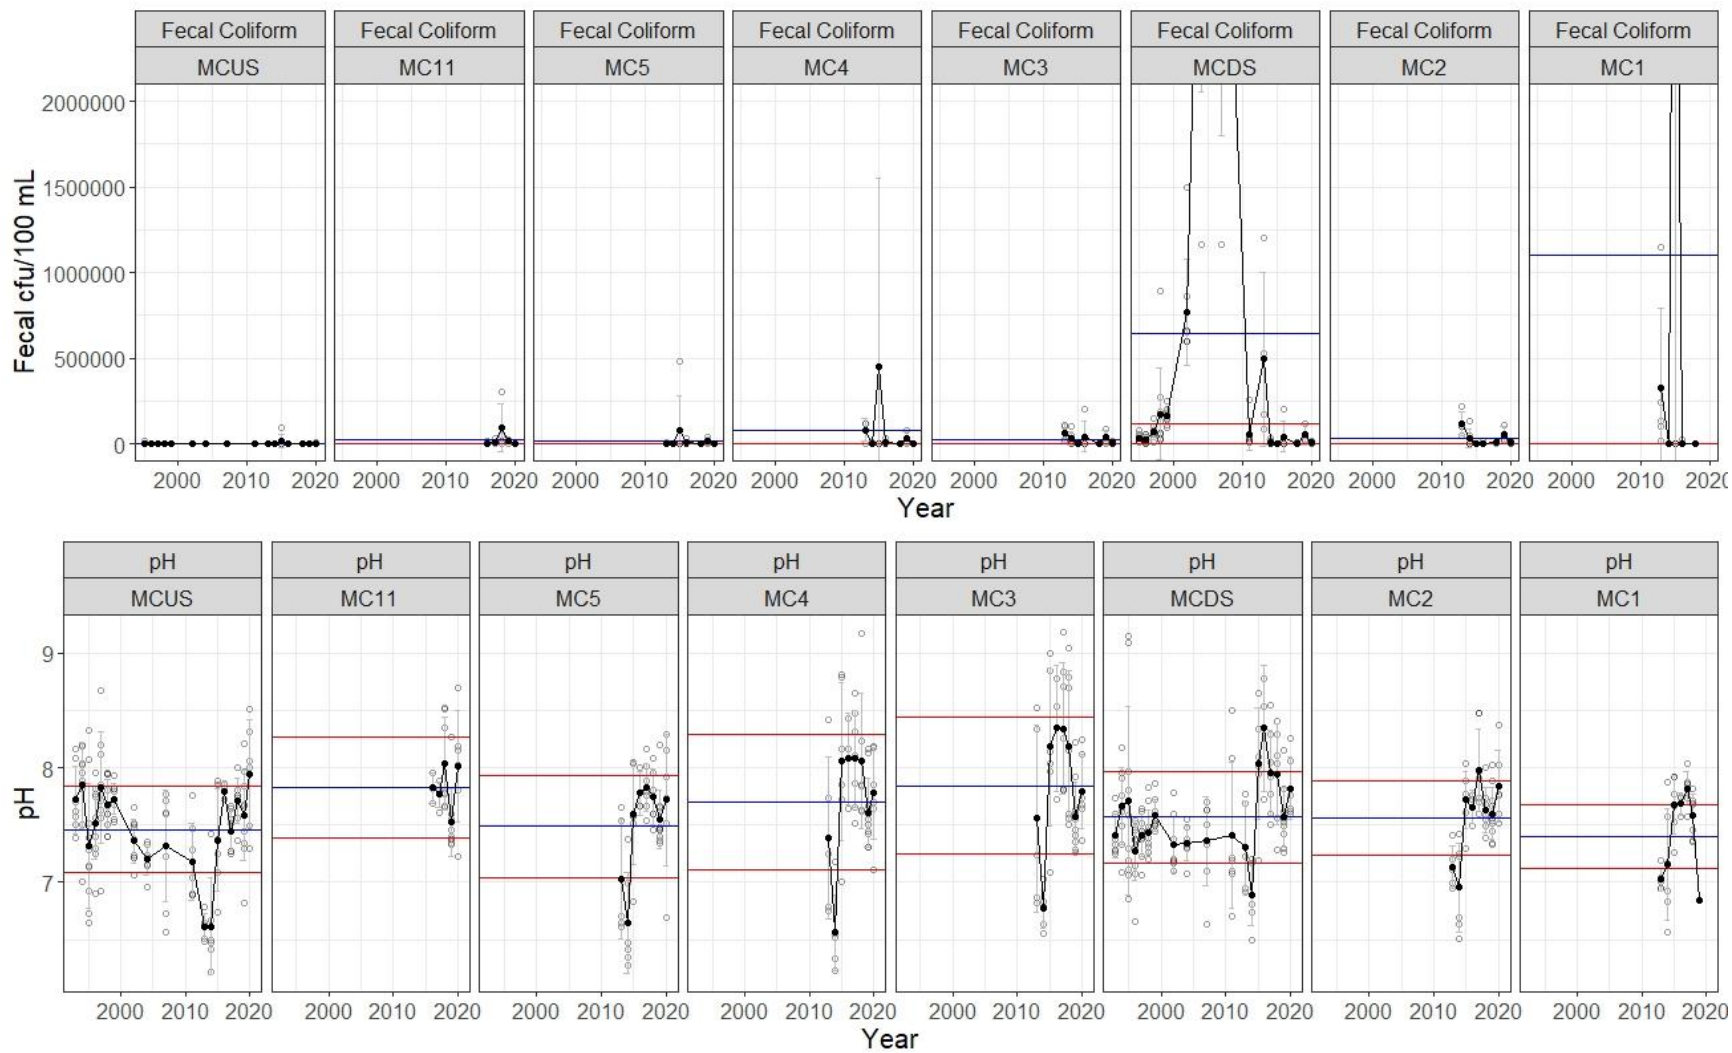 Fecal Coliform Fecal Coliform Fecal Coliform Fecal Coliform Fecal Coliform Fecal Coliform Fecal Coliform Fecal Coliform
MCUS MC11 MC5 MC4 MC3 MCDS MC2 MC1
2000000
1500000
1000000
500000
0
Fecal cfu/100 mL
2000 2010 2020 2000 2010 2020 2000 2010 2020 2000 2010 2020 2000 2010 2020 2000 2010 2020 2000 2010 2020 2000 2010 2020
Year
pH pH pH pH pH pH pH pH
MCUS MC11 MC5 MC4 MC3 MCDS MC2 MC1
9
8
7
pH
2000 2010 2020 2000 2010 2020 2000 2010 2020 2000 2010 2020 2000 2010 2020 2000 2010 2020 2000 2010 2020 2000 2010 2020
Year